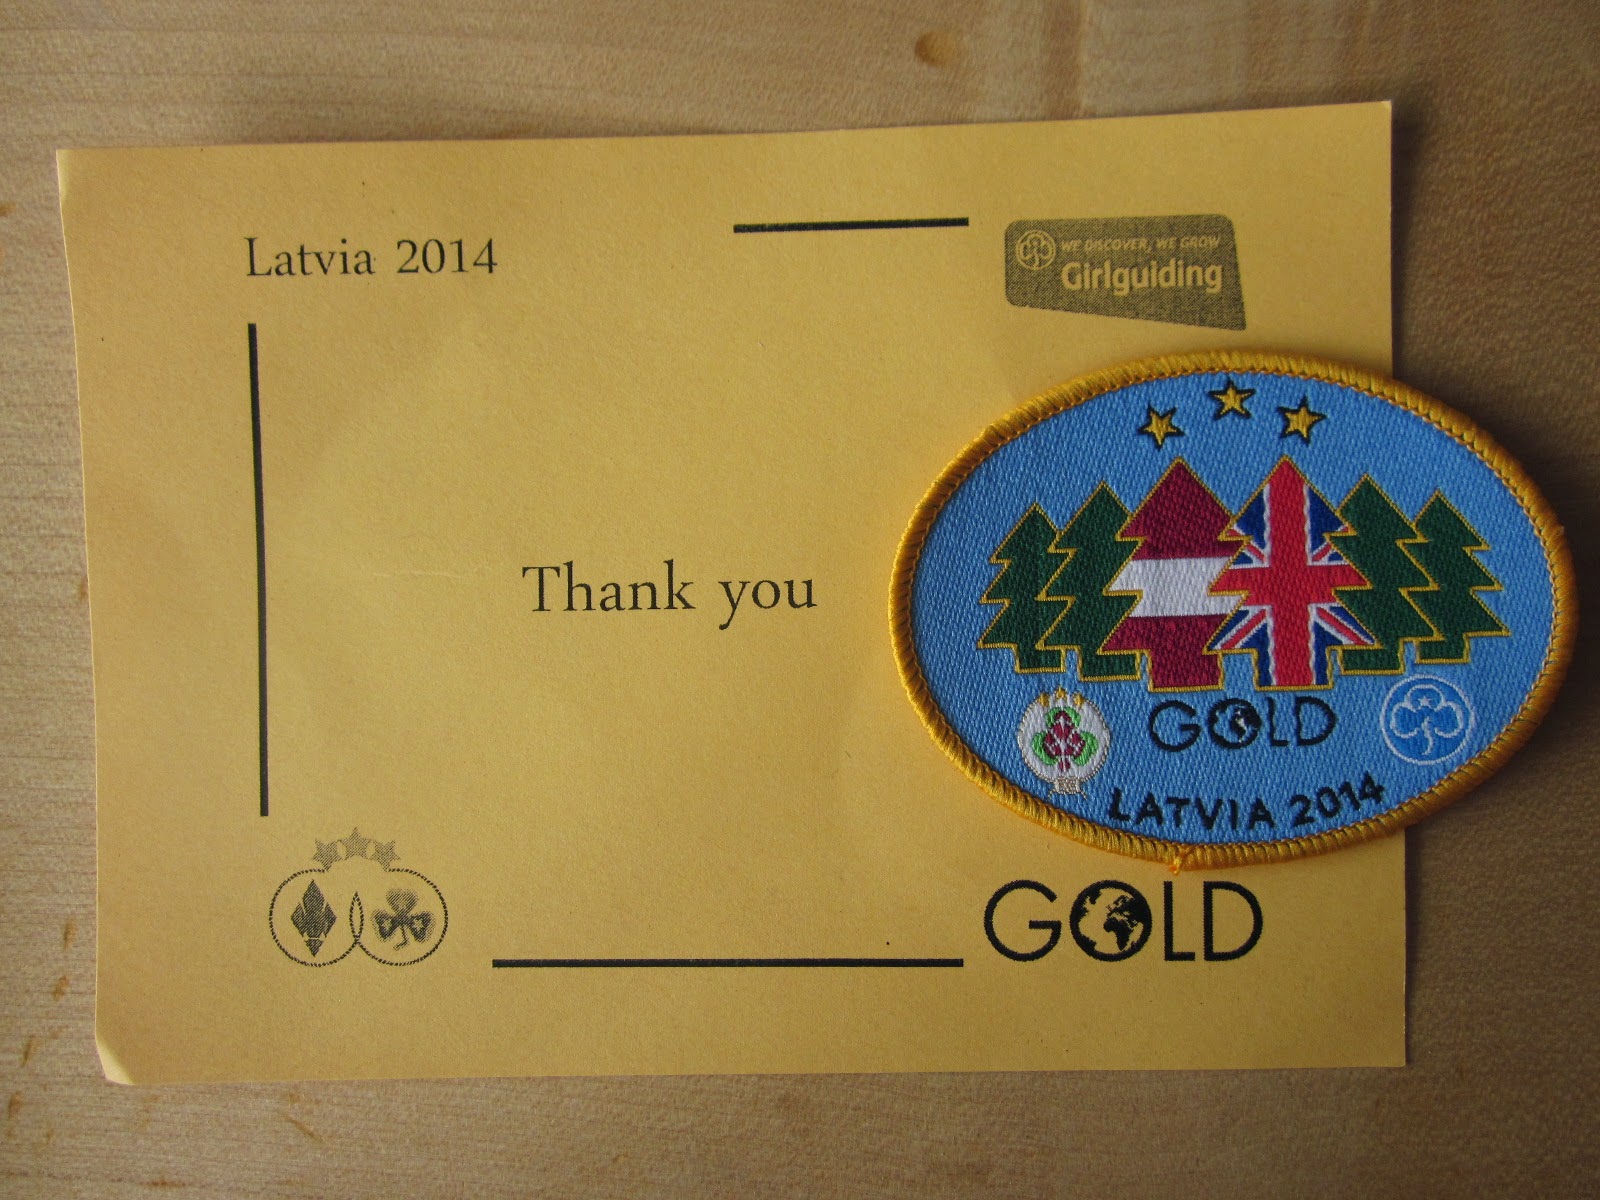 Latvia 2014
WE DISCOVER, WE GROW
Girlguiding
Thank you
GOLD
LATVIA 2014
GOLD